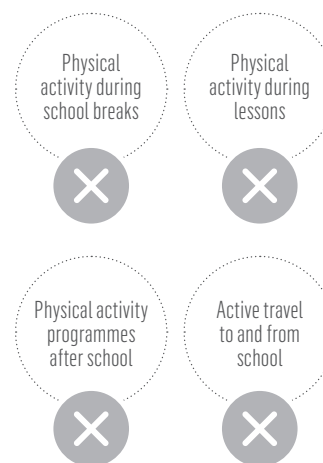 Physical
activity during
school breaks
Physical
activity during
lessons
Physical activity
programmes
after school
Active travel
to and from
school